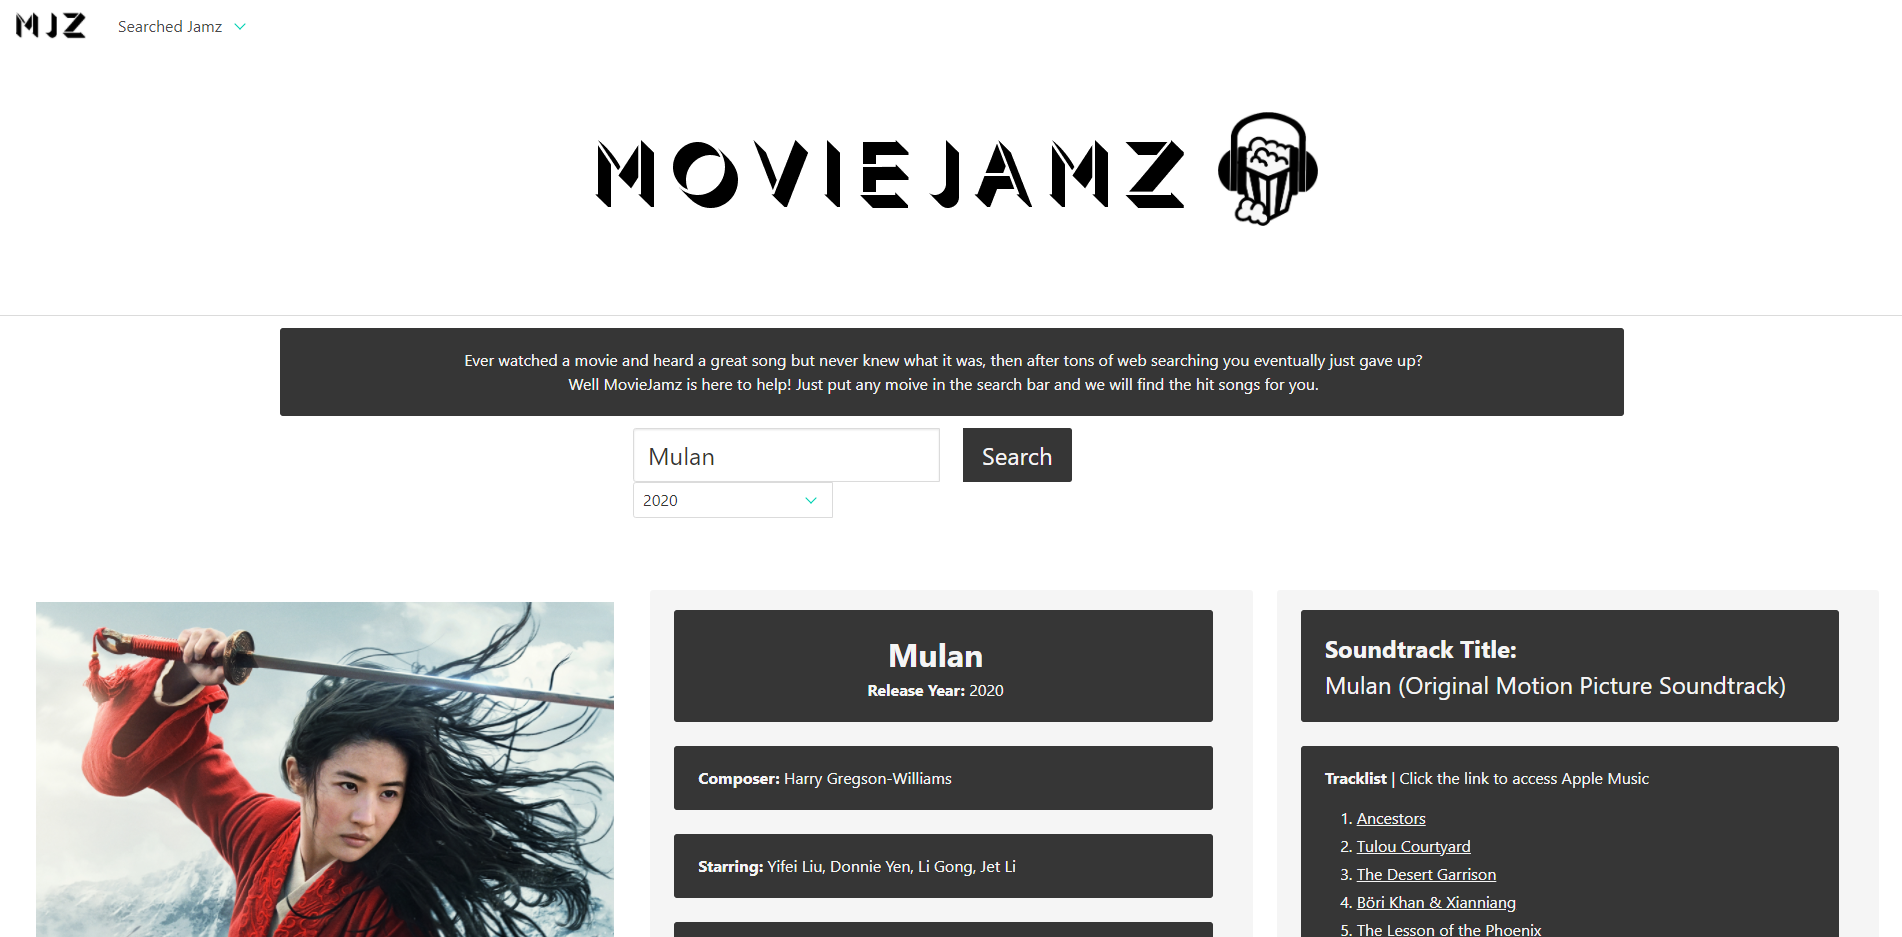 MJZ
Searched Jamz
MOVIEJAMZ
Ever watched a movie and heard a great song but never knew what it was, then after tons of web searching you eventually just gave up?
Well MovieJamz is here to help! Just put any moive in the search bar and we will find the hit songs for you.
Mulan
Search
2020
Mulan
Release Year: 2020
Composer: Harry Gregson-Williams
Starring: Yifei Liu, Donnie Yen, Li Gong, Jet Li
Soundtrack Title:
Mulan (Original Motion Picture Soundtrack)
Tracklist | Click the link to access Apple Music
1. Ancestors
2. Tulou Courtyard
3. The Desert Garrison
4. Böri Khan & Xianniang
5. The Lesson of the Phoenix